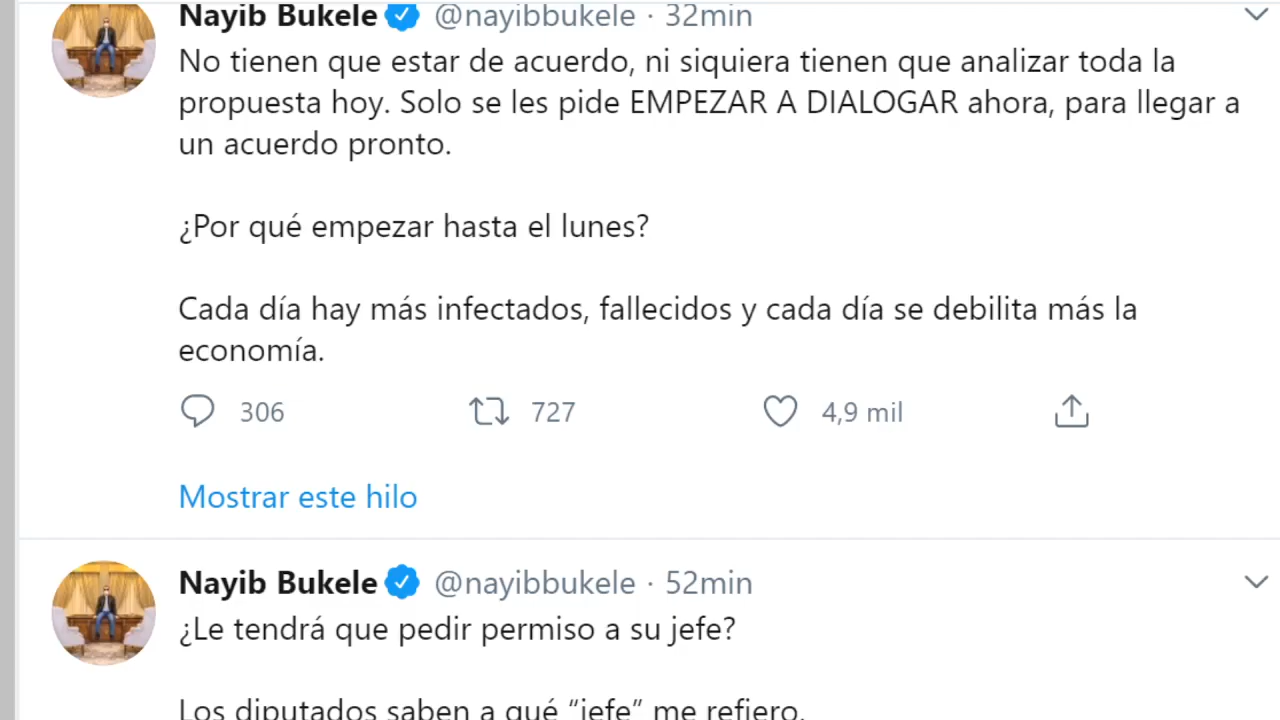 Nayib Bukele @nayibbukele · 32min
No tienen que estar de acuerdo, ni siquiera tienen que analizar toda la
propuesta hoy. Solo se les pide EMPEZAR A DIALOGAR ahora, para llegar a
un acuerdo pronto.
¿Por qué empezar hasta el lunes?
Cada día hay más infectados, fallecidos y cada día se debilita más la
economía.
306 727 4,9 mil
Mostrar este hilo
Nayib Bukele @nayibbukele · 52min
¿Le tendrá que pedir permiso a su jefe?
Los diputados saben a qué “jefe” me refiero.